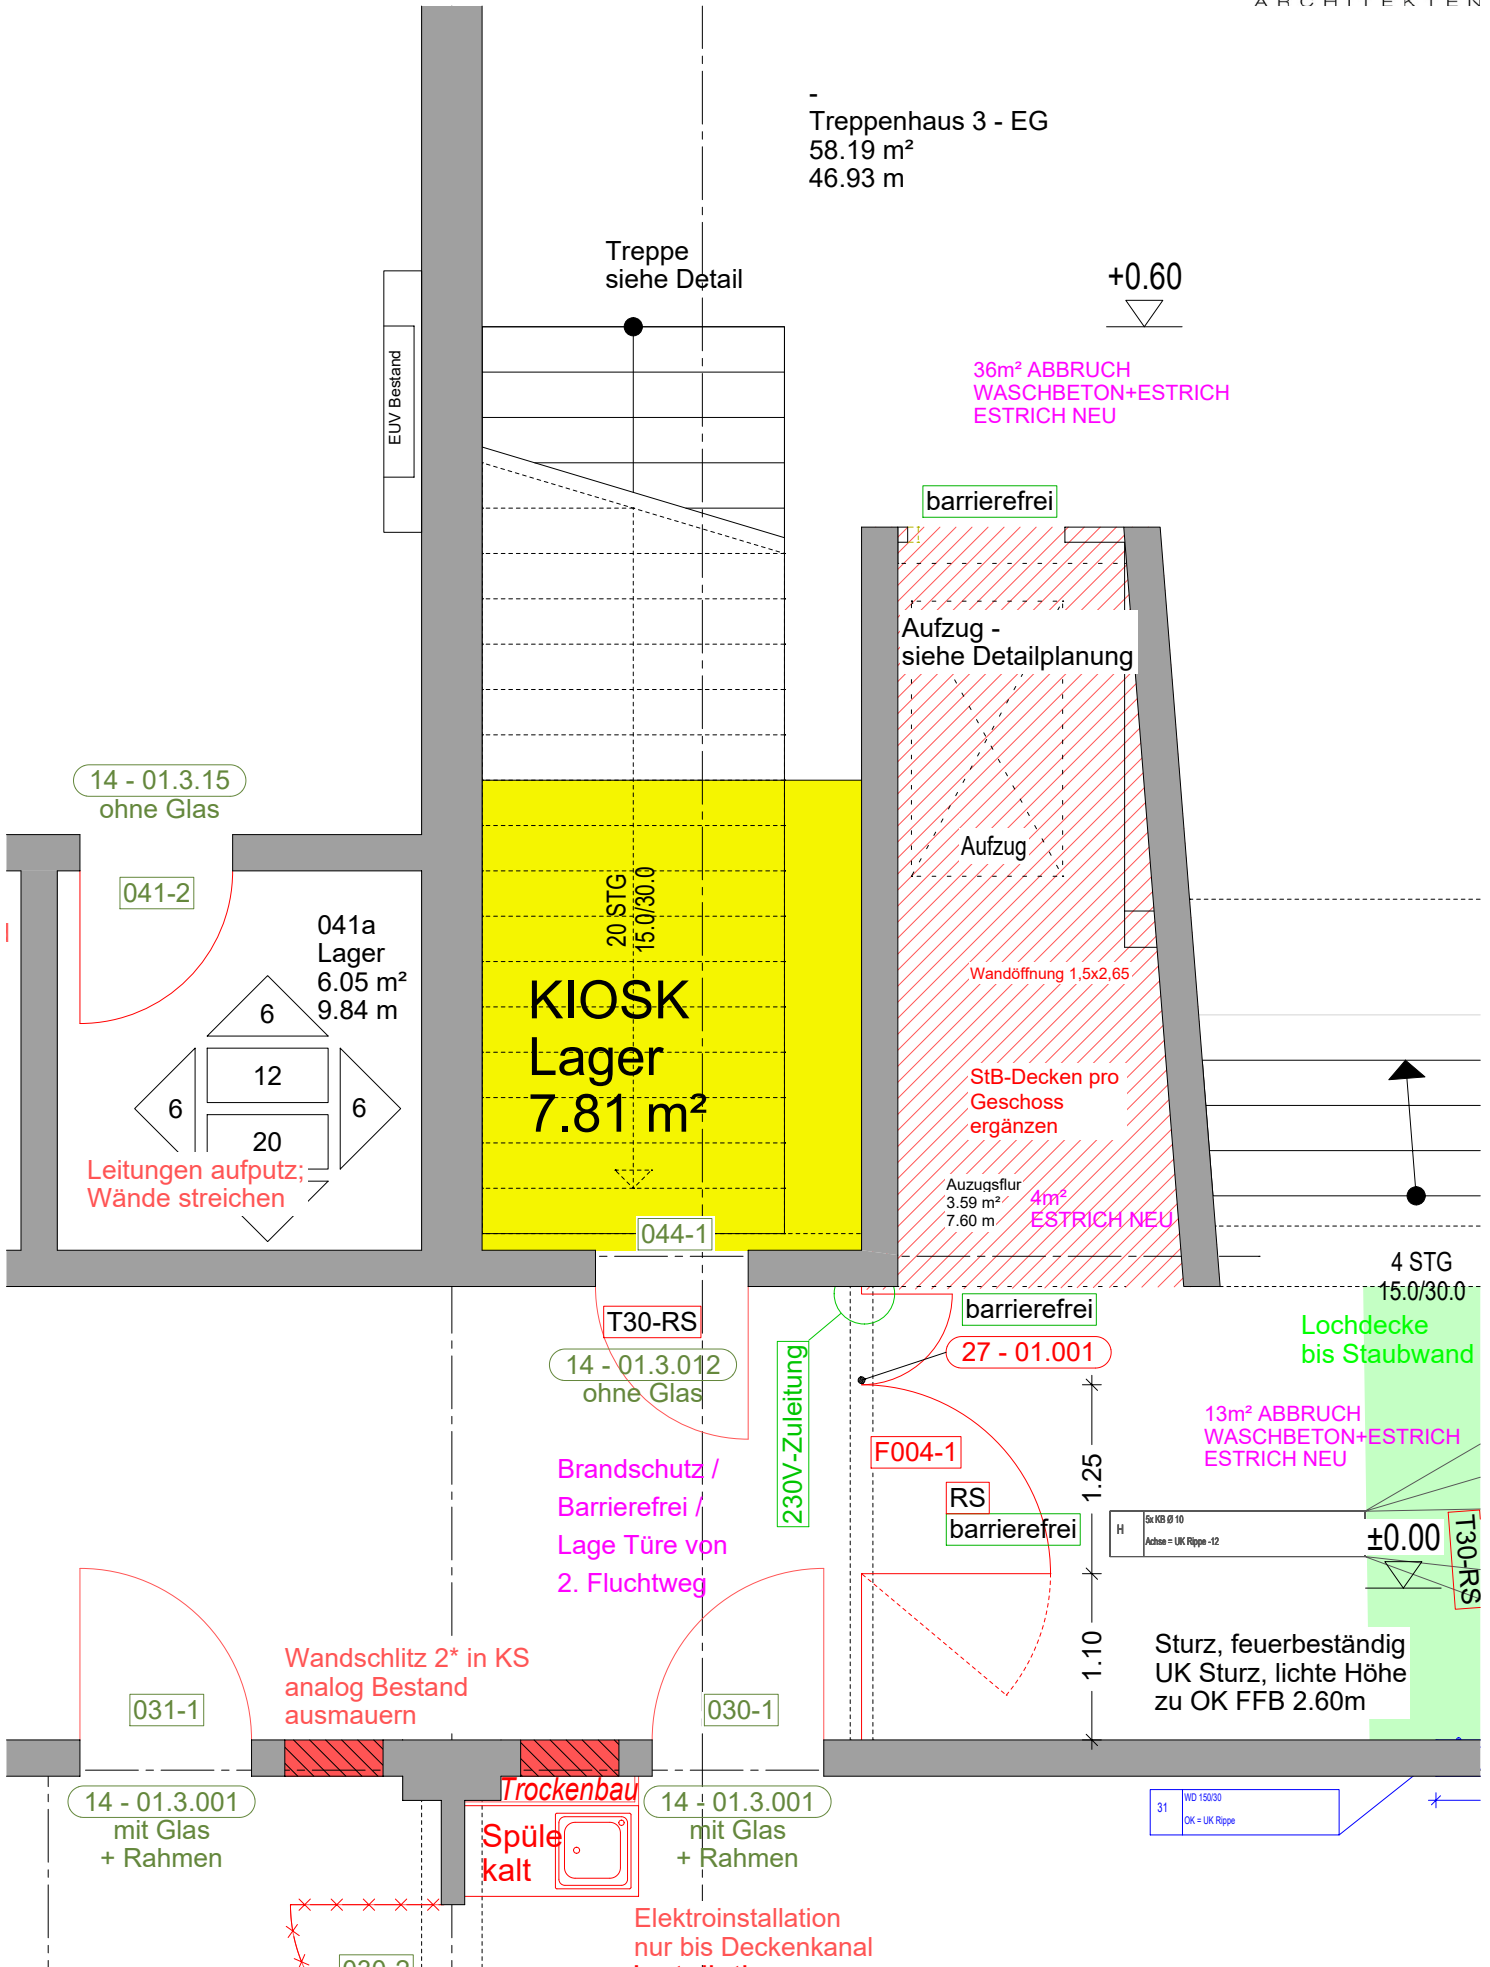 ARCHITEKTEN
-
Treppenhaus 3 - EG
58.19 m²
46.93 m
Treppe
siehe Detail
+0.60
EUV Bestand
36m² ABBRUCH
WASCHBETON+ESTRICH
ESTRICH NEU
barrierefrei
Aufzug -
siehe Detailplanung
14 - 01.3.15
ohne Glas
Aufzug
041-2
20 STG
15.0/30.0
041a
Lager
6.05 m²
9.84 m
Wandöffnung 1,5x2,65
KIOSK
Lager
7.81 m²
6
12
6
6
20
StB-Decken pro
Geschoss
ergänzen
Leitungen aufputz;
Wände streichen
Auzugsflur
3.59 m²
7.60 m
4m²
ESTRICH NEU
044-1
4 STG
15.0/30.0
T30-RS
barrierefrei
Lochdecke
bis Staubwand
27 - 01.001
14 - 01.3.012
ohne Glas
230V-Zuleitung
13m² ABBRUCH
WASCHBETON+ESTRICH
ESTRICH NEU
F004-1
1.25
Brandschutz /
Barrierefrei /
Lage Türe von
2. Fluchtweg
RS
barrierefrei
H
5x KB Ø 10
Achse = UK Rippe -12
±0.00
T30-RS
1.10
Sturz, feuerbeständig
UK Sturz, lichte Höhe
zu OK FFB 2.60m
Wandschlitz 2* in KS
analog Bestand
ausmauern
031-1
030-1
Trockenbau
14 - 01.3.001
mit Glas
+ Rahmen
Spüle
kalt
14 - 01.3.001
mit Glas
+ Rahmen
31
WD 150/30
OK = UK Rippe
Elektroinstallation
nur bis Deckenkanal